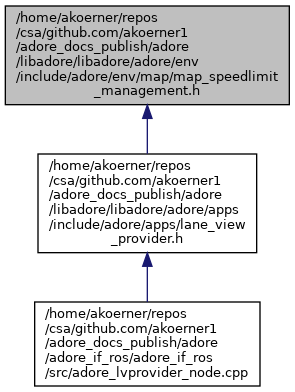 /home/akoerner/repos
/csa/github.com/akoerner1
/adore_docs_publish/adore
/libadore/libadore/adore/env
/include/adore/env/map/map_speedlimit
_management.h
/home/akoerner/repos
/csa/github.com/akoerner1
/adore_docs_publish/adore
/libadore/libadore/adore/apps
/include/adore/apps/lane_view
_provider.h
/home/akoerner/repos
/csa/github.com/akoerner1
/adore_docs_publish/adore
/adore_if_ros/adore_if_ros
/src/adore_lvprovider_node.cpp